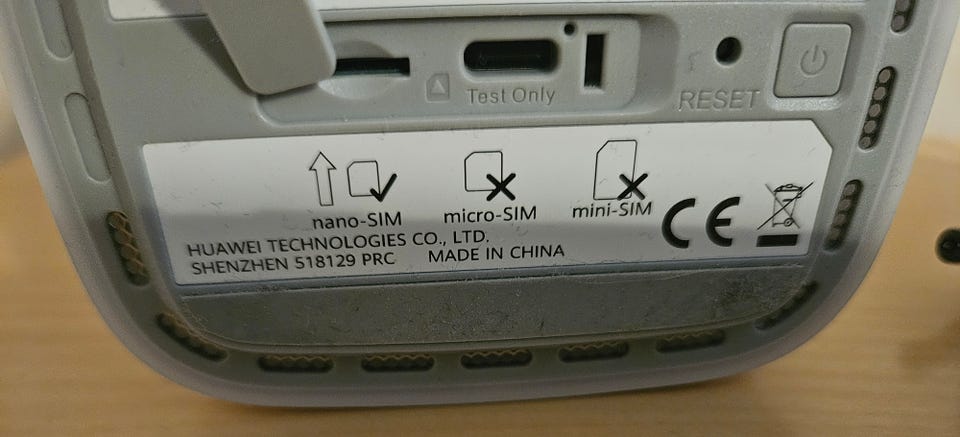 Test Only
RESET
nano-SIM micro-SIM mini-SIM
HUAWEI TECHNOLOGIES CO., LTD.
SHENZHEN 518129 PRC MADE IN CHINA
CE